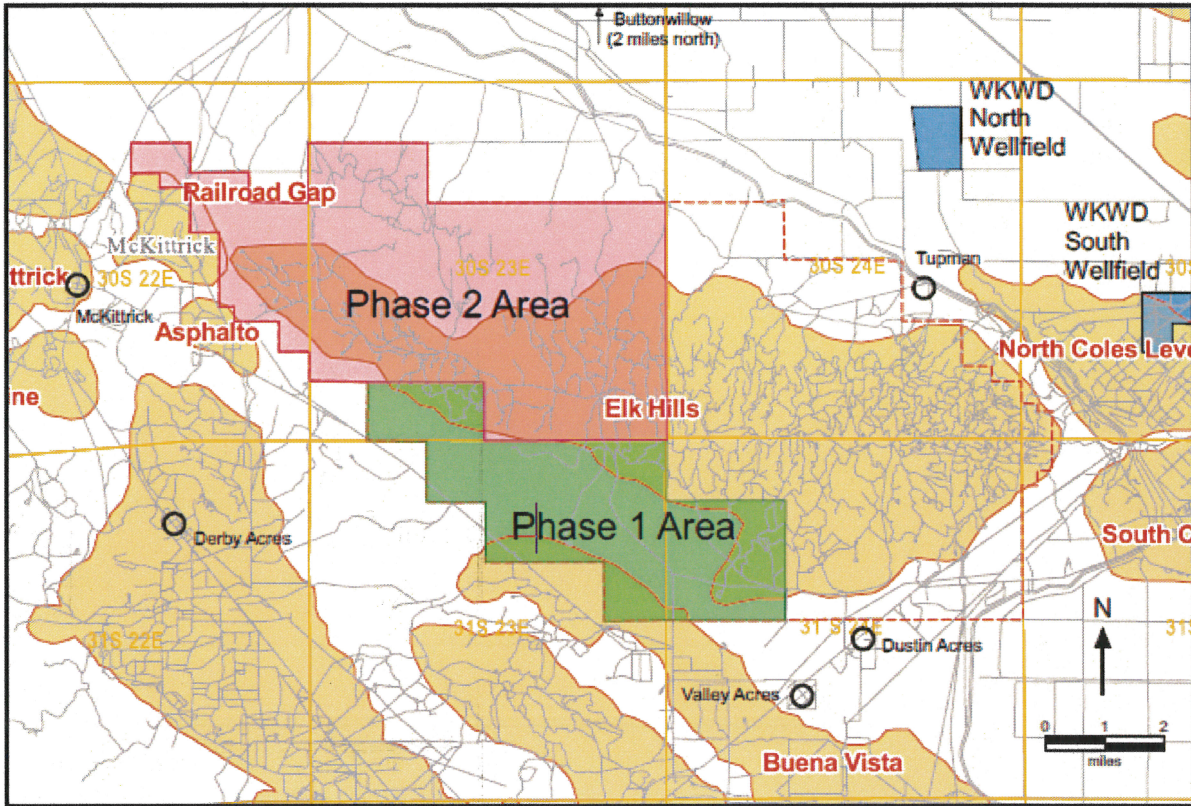 Buttonwillow
(2 miles north)
WKWD
North
Wellfield
Railroad Gap
WKWD
South
Wellfield
McKittrick
30S 22E
30S 23E
30S 24E
Tupman
30S
ttrick
McKittrick
Phase 2 Area
Asphalto
North Coles Leve
ne
Elk Hills
Phase 1 Area
Derby Acres
South C
N
31S 22E
31S 23E
Dustin Acres
Valley Acres
0 1 2
miles
Buena Vista